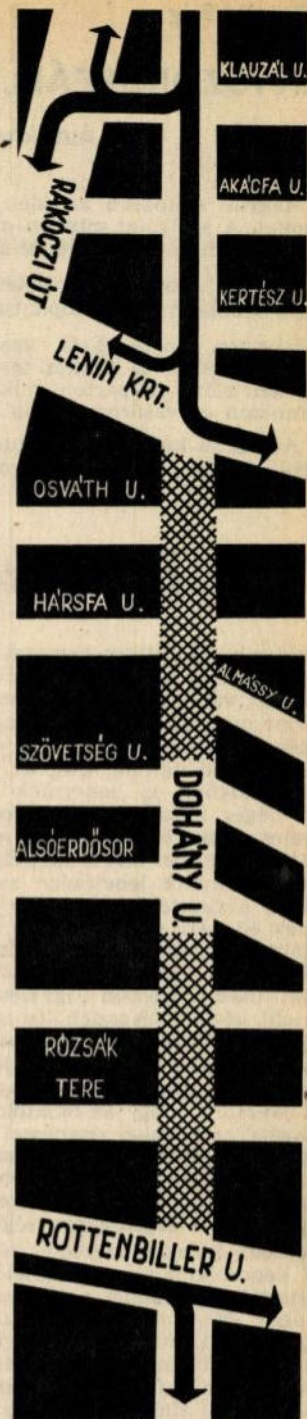 KLAUZÁL U.
AKÁCFA U.
RÁKÓCZI ÚT
KERTÉSZ U.
LENIN KRT.
OSVÁTH U.
HÁRSFA U.
ALMÁSSY U.
SZÖVETSÉG U.
DOHÁNY U.
ALSÓERDŐSOR
RÓZSÁK
TERE
ROTTENBILLER U.